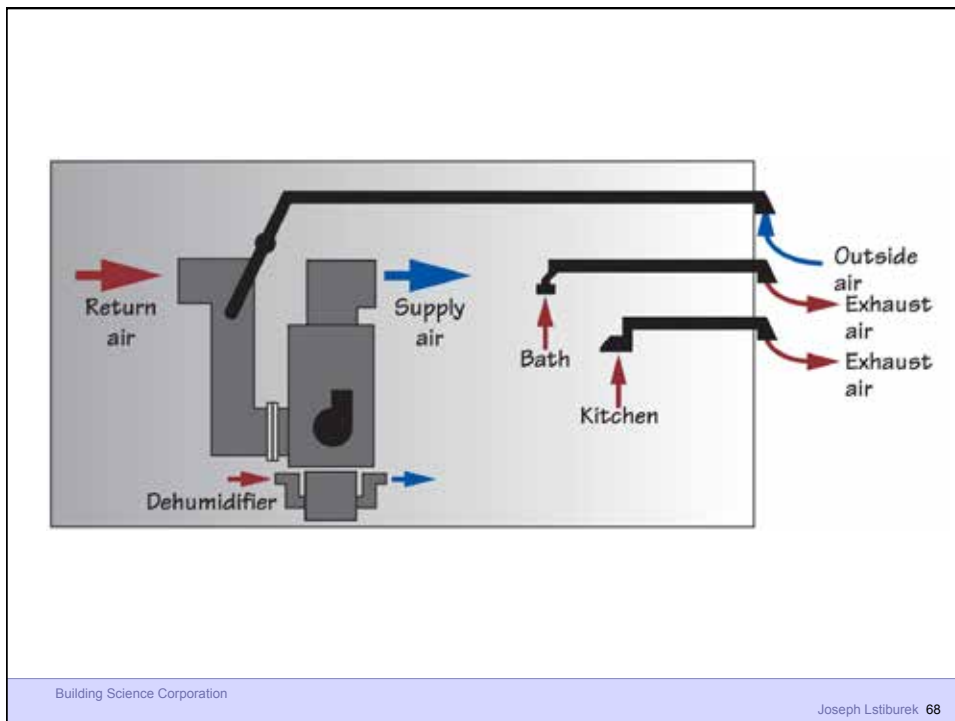 Outside
air
Return
air
Supply
air
Exhaust
air
Bath
Exhaust
air
Kitchen
Dehumidifier
Building Science Corporation
Joseph Lstiburek 68